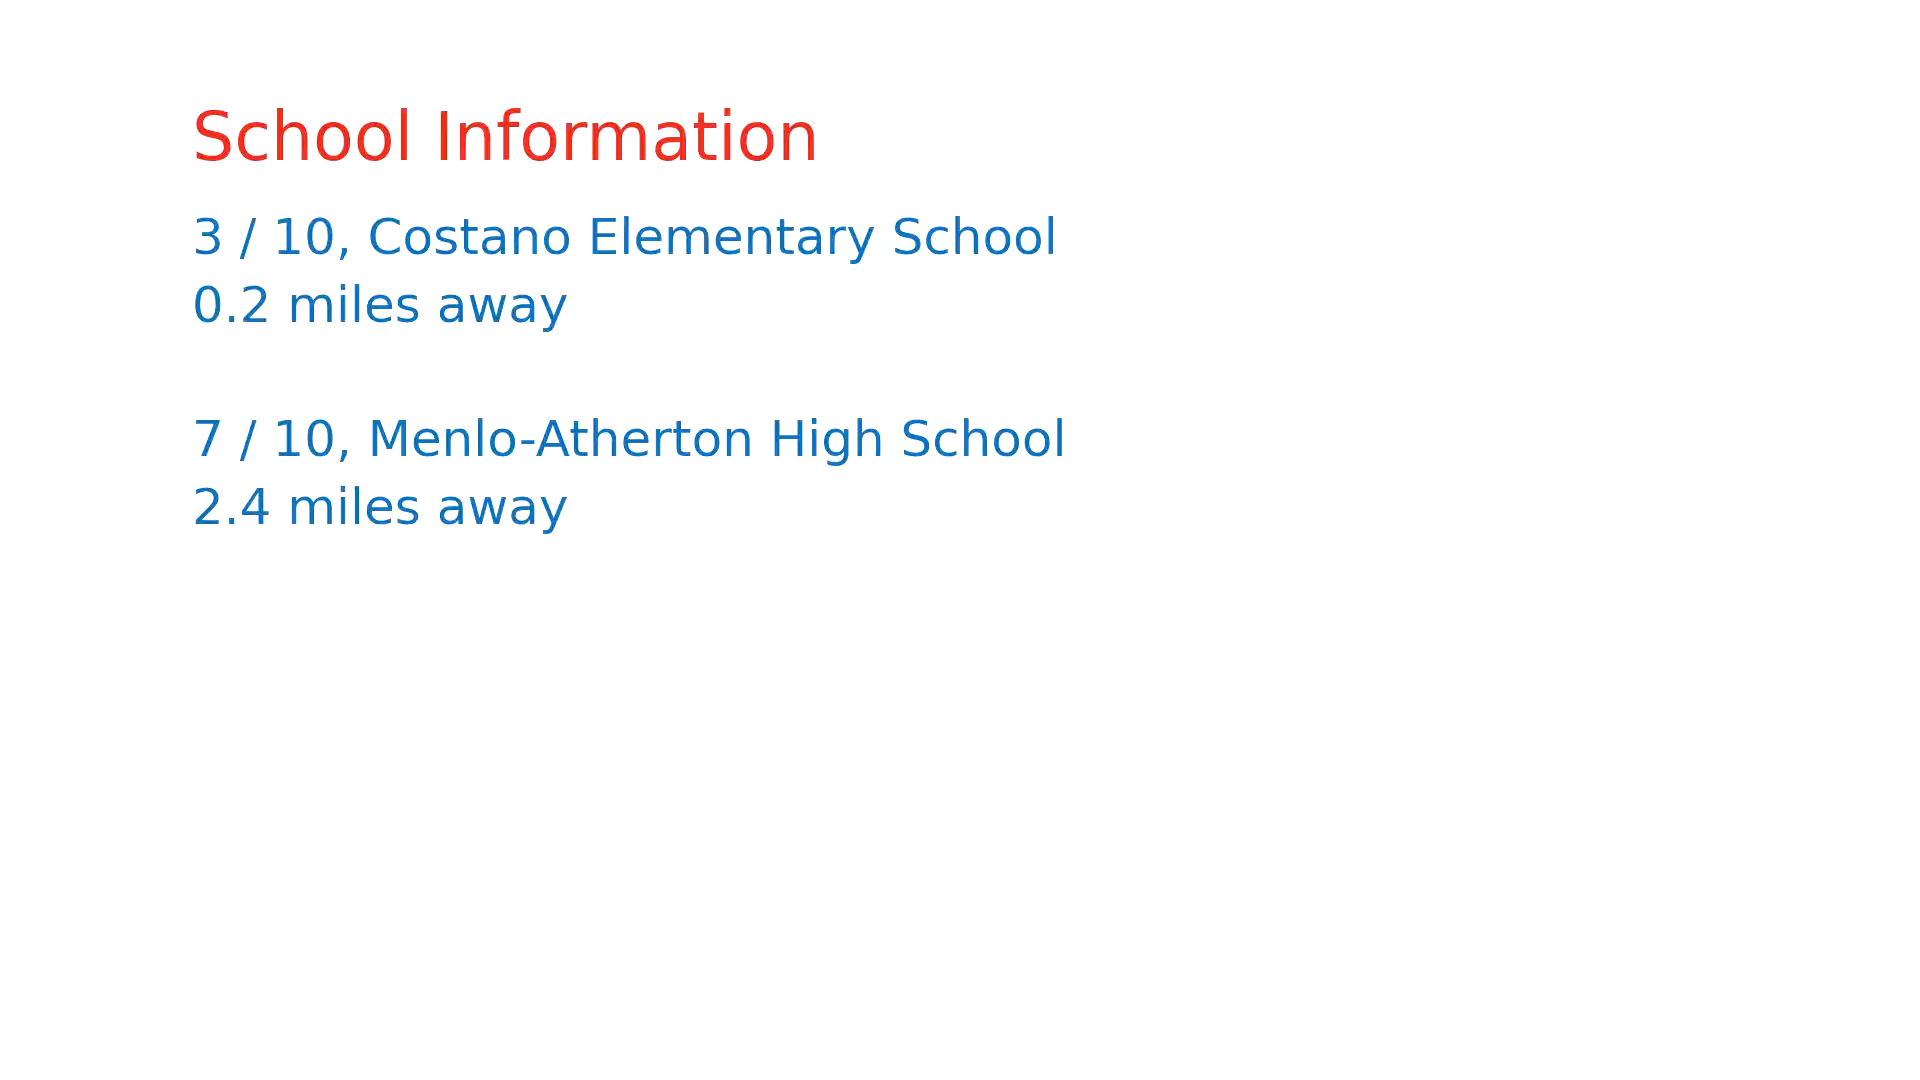 School Information
3 / 10, Costano Elementary School
0.2 miles away
7 / 10, Menlo-Atherton High School
2.4 miles away